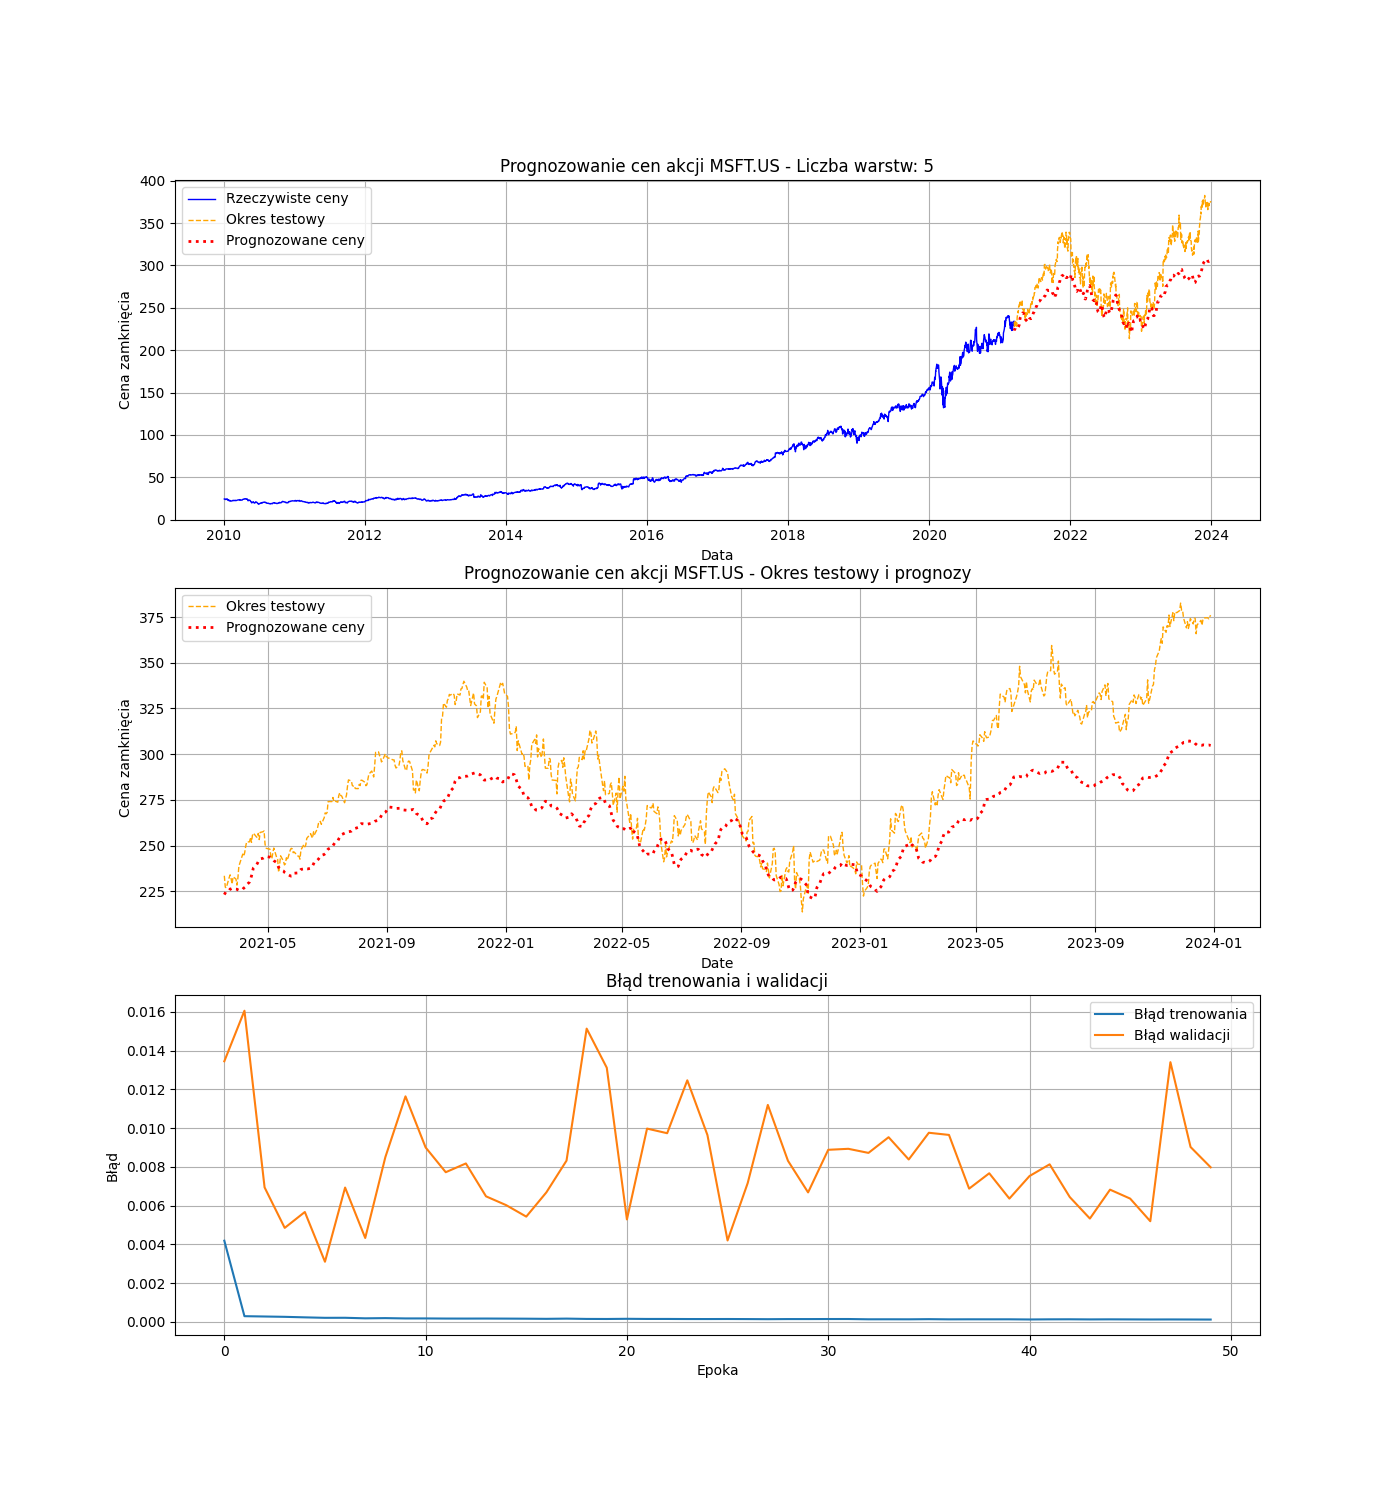 Prognozowanie cen akcji MSFT.US - Liczba warstw: 5
Rzeczywiste ceny
Okres testowy
Prognozowane ceny
Cena zamknięcia
400
350
300
250
200
150
100
50
0
2010 2012 2014 2016 2018 2020 2022 2024
Data
Prognozowanie cen akcji MSFT.US - Okres testowy i prognozy
Okres testowy
Prognozowane ceny
Cena zamknięcia
375
350
325
300
275
250
225
2021-05 2021-09 2022-01 2022-05 2022-09 2023-01 2023-05 2023-09 2024-01
Date
Błąd trenowania i walidacji
Błąd trenowania
Błąd walidacji
Błąd
0.016
0.014
0.012
0.010
0.008
0.006
0.004
0.002
0.000
0 10 20 30 40 50
Epoka